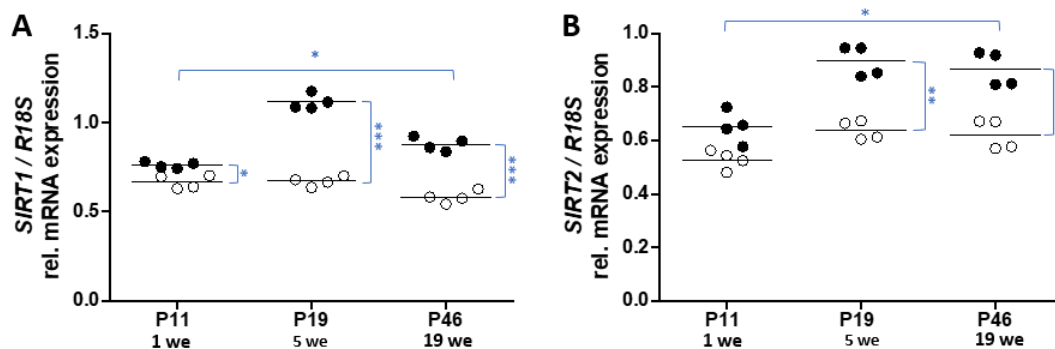 A
SIRT1 / R18S
rel. mRNA expression
1.5
1.0
0.5
0.0
*
*
***
***
P11
P19
P46
1 we
5 we
19 we
B
SIRT2 / R18S
rel. mRNA expression
1.0
0.8
0.6
0.4
0.2
0.0
*
**
P11
P19
P46
1 we
5 we
19 we